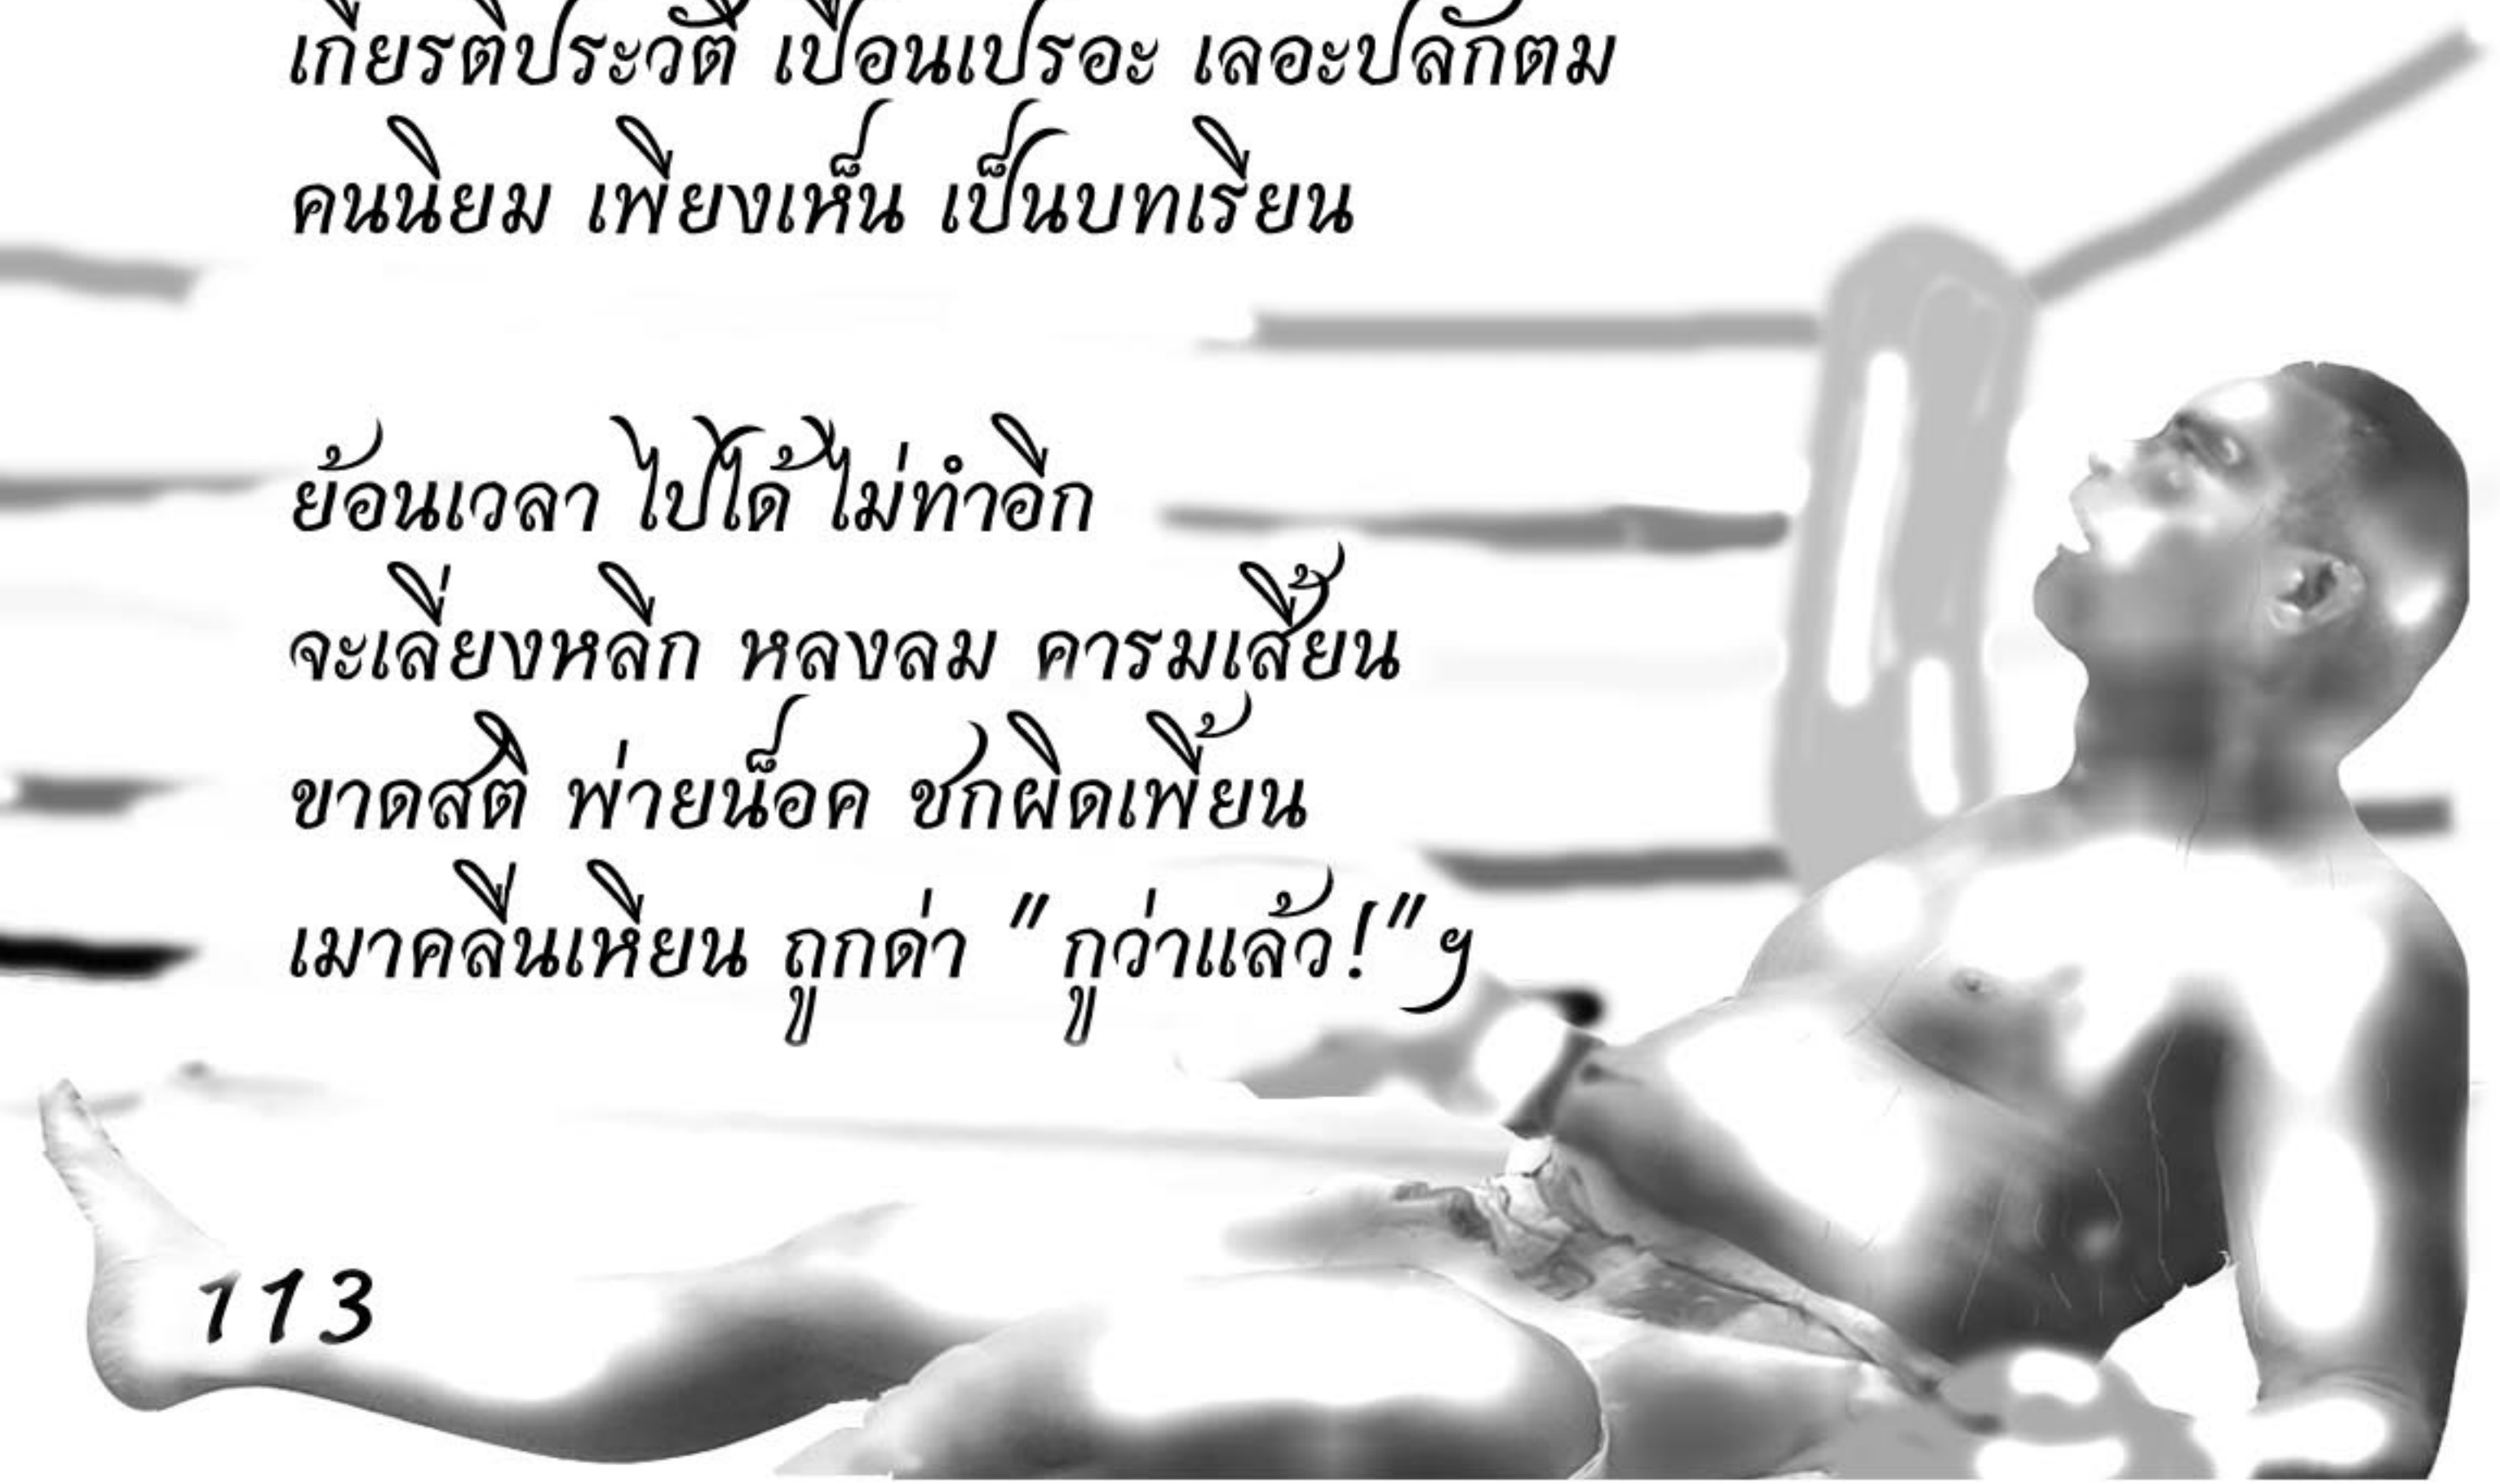 เกียรติประวัติ เปื้อนเปรอะ เลอะปลักตม
คนนิยม เพียงเห็น เป็นบทเรียน
ย้อนเวลา ไปได้ ไม่ทำอีก
จะเลี่ยงหลีก หลงลม คารมเสี้ยน
ขาดสติ พ่ายน็อค ชกผิดเพี้ยน
เมาคลื่นเหียน ถูกด่า "กูว่าแล้ว!"ฯ
113